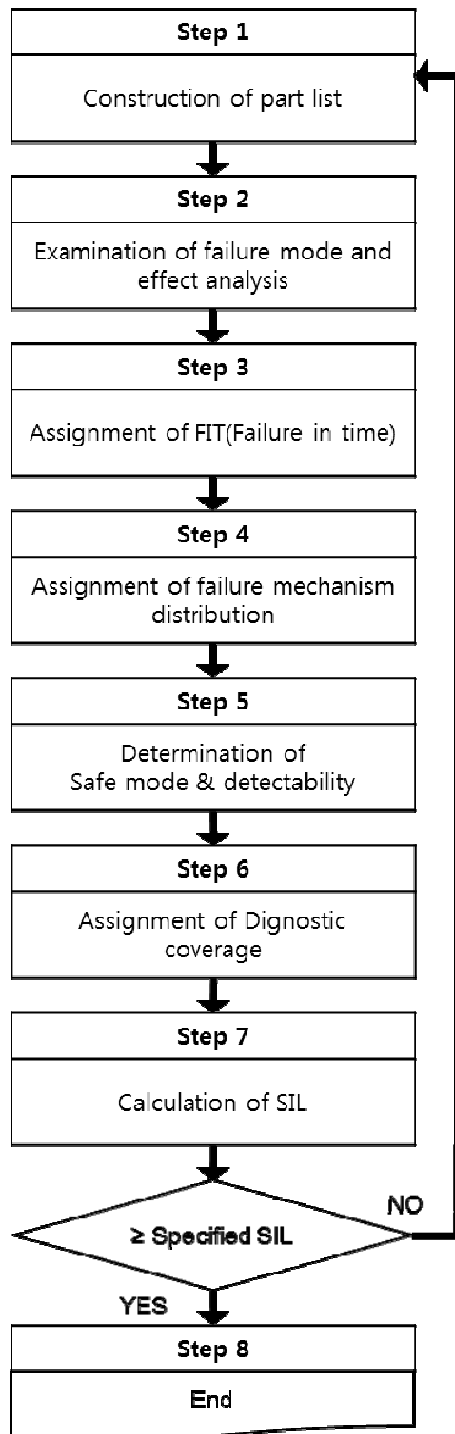 Step 1
Construction of part list
Step 2
Examination of failure mode and
effect analysis
Step 3
Assignment of FIT(Failure in time)
Step 4
Assignment of failure mechanism
distribution
Step 5
Determination of
Safe mode & detectability
Step 6
Assignment of Dignostic
coverage
Step 7
Calculation of SIL
≥ Specified SIL
NO
YES
Step 8
End